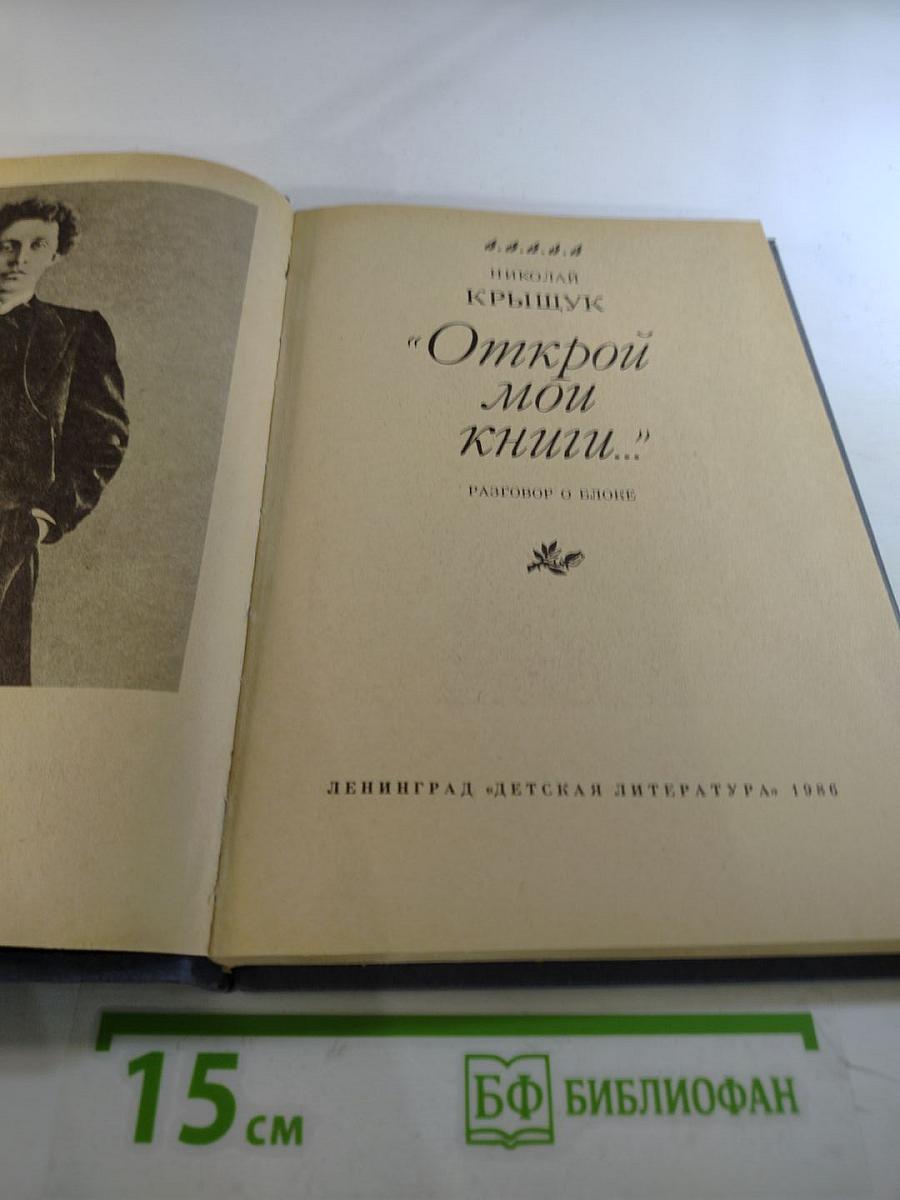 НИКОЛАЙ
КРЫЩУК
“Открой
мои
книги...”
РАЗГОВОР О БЛОКЕ
ЛЕНИНГРАД «ДЕТСКАЯ ЛИТЕРАТУРА» 1986
15 см
БФ БИБЛИОФАН